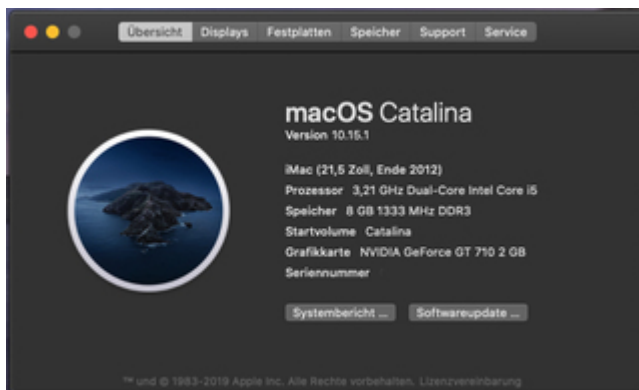 Übersicht Displays Festplatten Speicher Support Service
macOS Catalina
Version 10.15.1
iMac (21,5 Zoll, Ende 2012)
Prozessor 3,21 GHz Dual-Core Intel Core i5
Speicher 8 GB 1333 MHz DDR3
Startvolume Catalina
Grafikkarte NVIDIA GeForce GT 710 2 GB
Seriennummer
Systembericht ... Softwareupdate ...
™ und © 1983-2019 Apple Inc. Alle Rechte vorbehalten. Lizenzvereinbarung